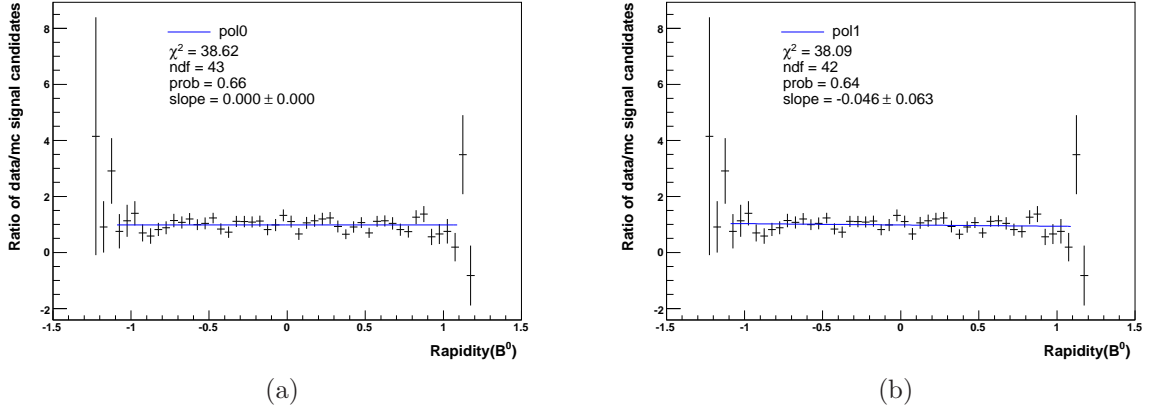 Ratio of data/mc signal candidates
8
6
4
2
0
-2
pol0
χ² = 38.62
ndf = 43
prob = 0.66
slope = 0.000 ± 0.000
-1.5 -1 -0.5 0 0.5 1 1.5
Rapidity(B⁰)
(a)
Ratio of data/mc signal candidates
8
6
4
2
0
-2
pol1
χ² = 38.09
ndf = 42
prob = 0.64
slope = -0.046 ± 0.063
-1.5 -1 -0.5 0 0.5 1 1.5
Rapidity(B⁰)
(b)